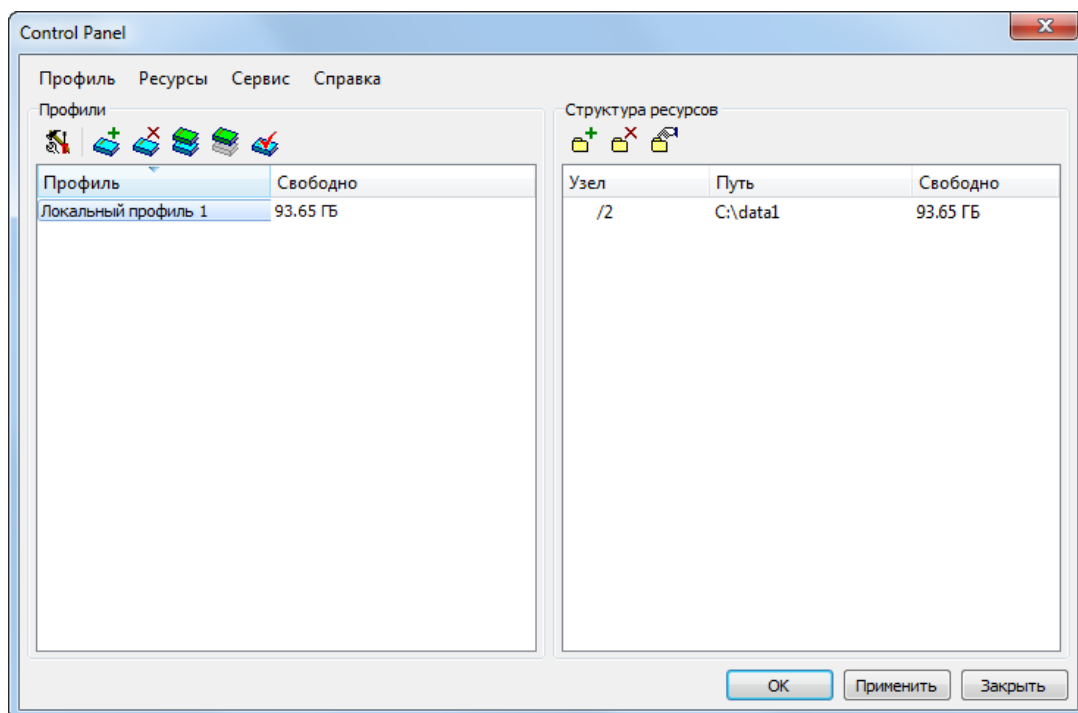 Control Panel
Профиль Ресурсы Сервис Справка
Профили
Профиль Свободно
Локальный профиль 1 93.65 ГБ
Структура ресурсов
Узел Путь Свободно
/2 C:\data1 93.65 ГБ
OK Применить Закрыть